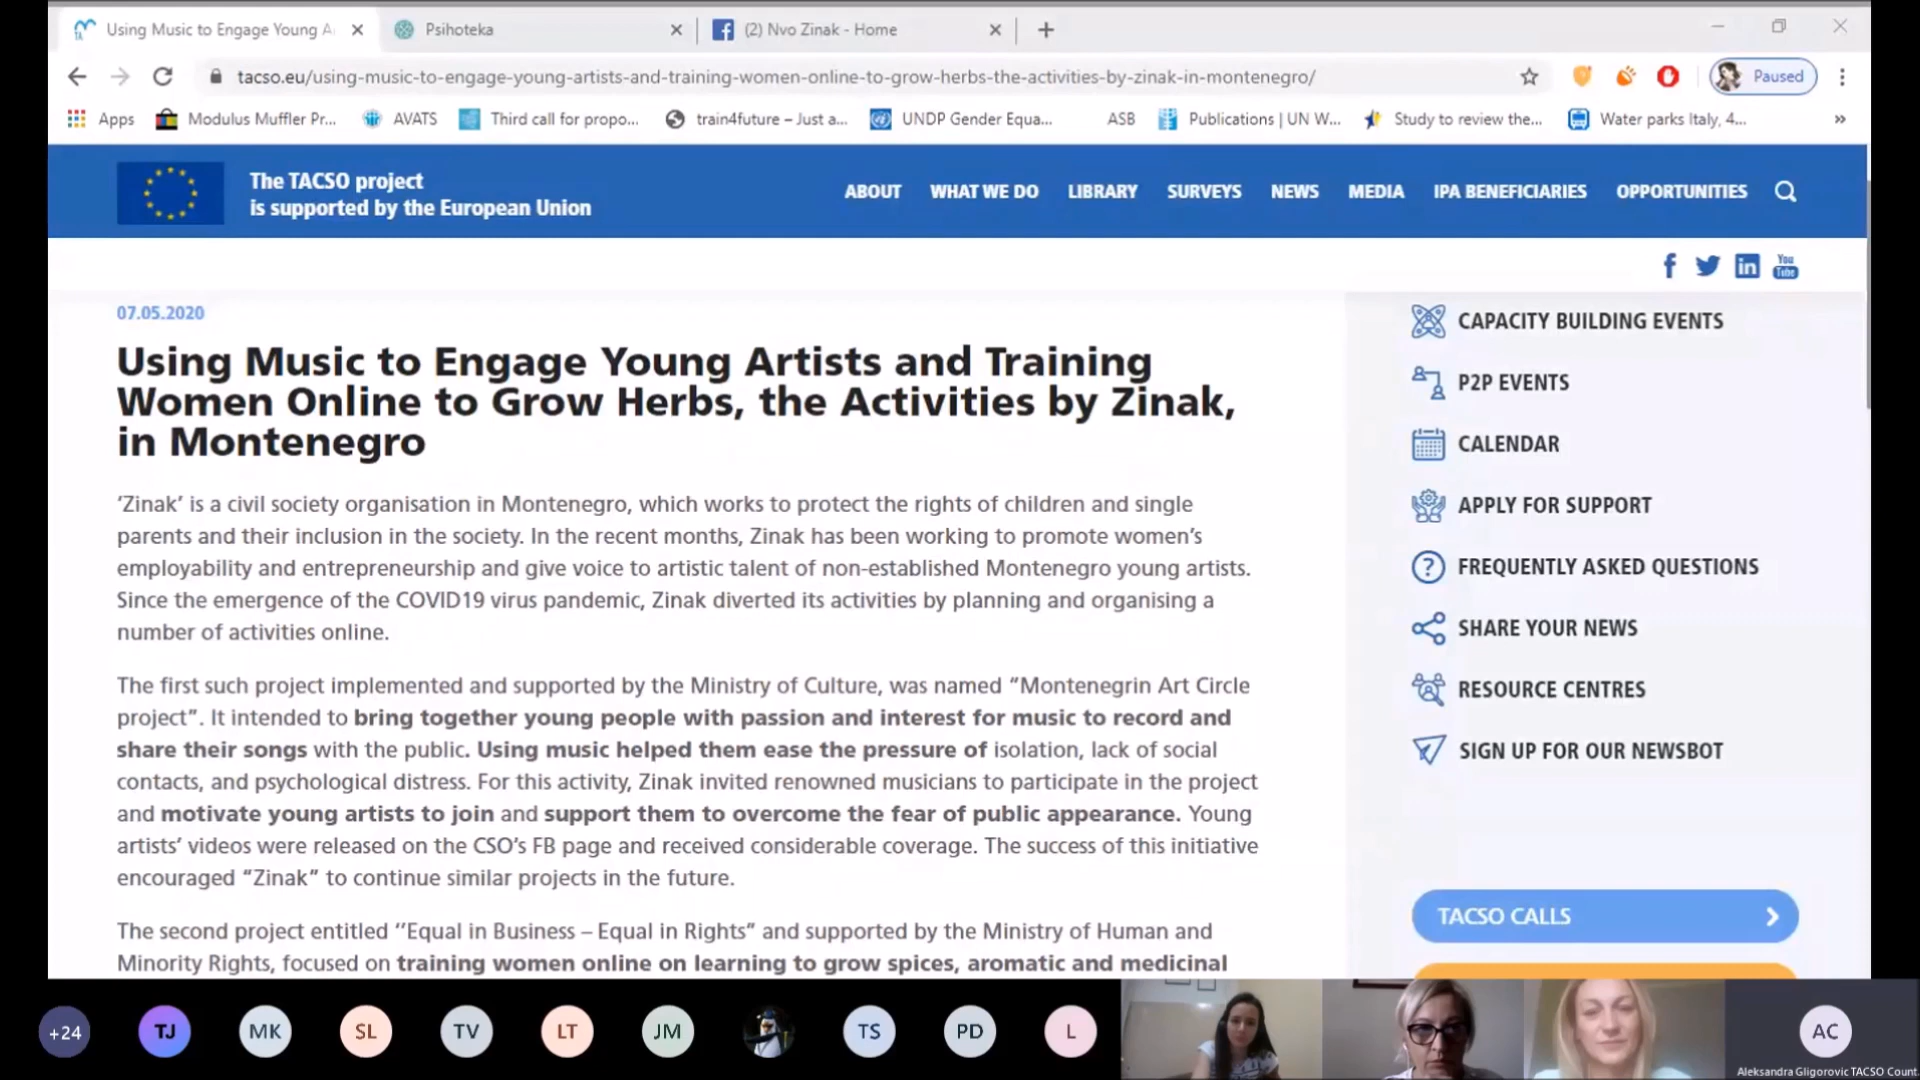 Using Music to Engage Young A
Psihoteka
(2) Nvo Zinak - Home
tacso.eu/using-music-to-engage-young-artists-and-training-women-online-to-grow-herbs-the-activities-by-zinak-in-montenegro/
Paused
Apps
Modulus Muffler Pr...
AVATS
Third call for propo...
train4future – Just a...
UNDP Gender Equa...
ASB
Publications | UN W...
Study to review the...
Water parks Italy, 4...
»
The TACSO project
is supported by the European Union
ABOUT
WHAT WE DO
LIBRARY
SURVEYS
NEWS
MEDIA
IPA BENEFICIARIES
OPPORTUNITIES
You
Tube
07.05.2020
Using Music to Engage Young Artists and Training
Women Online to Grow Herbs, the Activities by Zinak,
in Montenegro
‘Zinak’ is a civil society organisation in Montenegro, which works to protect the rights of children and single
parents and their inclusion in the society. In the recent months, Zinak has been working to promote women’s
employability and entrepreneurship and give voice to artistic talent of non-established Montenegro young artists.
Since the emergence of the COVID19 virus pandemic, Zinak diverted its activities by planning and organising a
number of activities online.
The first such project implemented and supported by the Ministry of Culture, was named “Montenegrin Art Circle
project”. It intended to bring together young people with passion and interest for music to record and
share their songs with the public. Using music helped them ease the pressure of isolation, lack of social
contacts, and psychological distress. For this activity, Zinak invited renowned musicians to participate in the project
and motivate young artists to join and support them to overcome the fear of public appearance. Young
artists’ videos were released on the CSO’s FB page and received considerable coverage. The success of this initiative
encouraged “Zinak” to continue similar projects in the future.
The second project entitled ‘’Equal in Business – Equal in Rights” and supported by the Ministry of Human and
Minority Rights, focused on training women online on learning to grow spices, aromatic and medicinal
CAPACITY BUILDING EVENTS
P2P EVENTS
CALENDAR
APPLY FOR SUPPORT
FREQUENTLY ASKED QUESTIONS
SHARE YOUR NEWS
RESOURCE CENTRES
SIGN UP FOR OUR NEWSBOT
TACSO CALLS
+24
TJ
MK
SL
TV
LT
JM
TS
PD
L
AC
Aleksandra Gligorovic TACSO Count